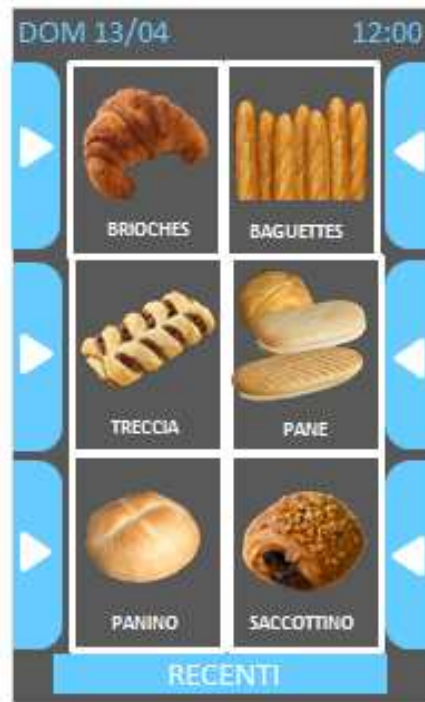 DOM 13/04 12:00
BRIOCHES BAGUETTES
TRECCIA PANE
PANINO SACCOTTINO
RECENTI